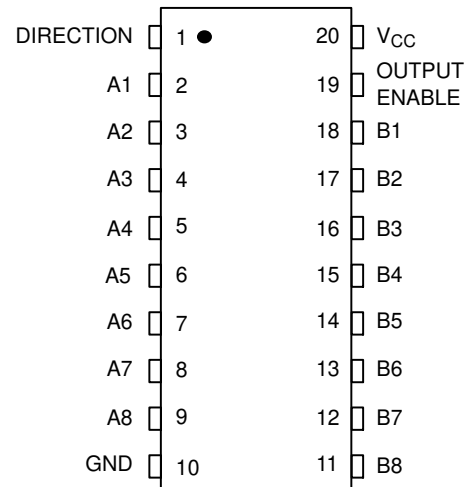 DIRECTION 1 20 VCC
A1 2 19 OUTPUT ENABLE
A2 3 18 B1
A3 4 17 B2
A4 5 16 B3
A5 6 15 B4
A6 7 14 B5
A7 8 13 B6
A8 9 12 B7
GND 10 11 B8